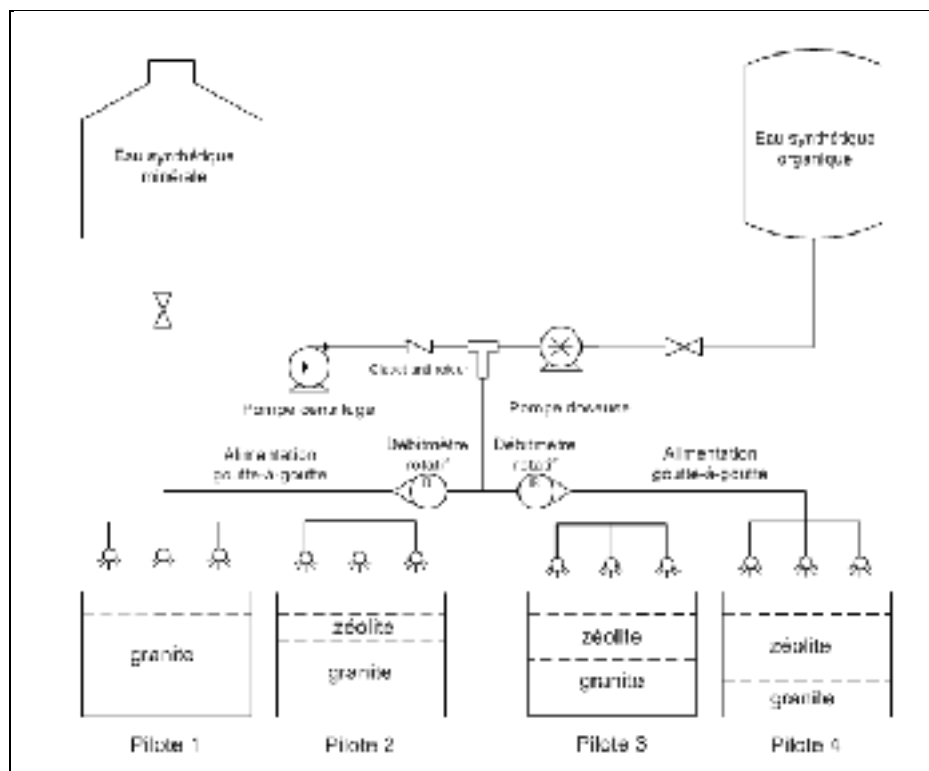 Eau synthétique
minérale
Eau synthétique
organique
Clapet anti retour
Pompe centrifuge
Pompe doseuse
Alimentation
goutte-à-goutte
Débitmètre
rotatif
Débitmètre
rotatif
Alimentation
goutte-à-goutte
granite
zéolite
granite
zéolite
granite
zéolite
granite
Pilote 1
Pilote 2
Pilote 3
Pilote 4